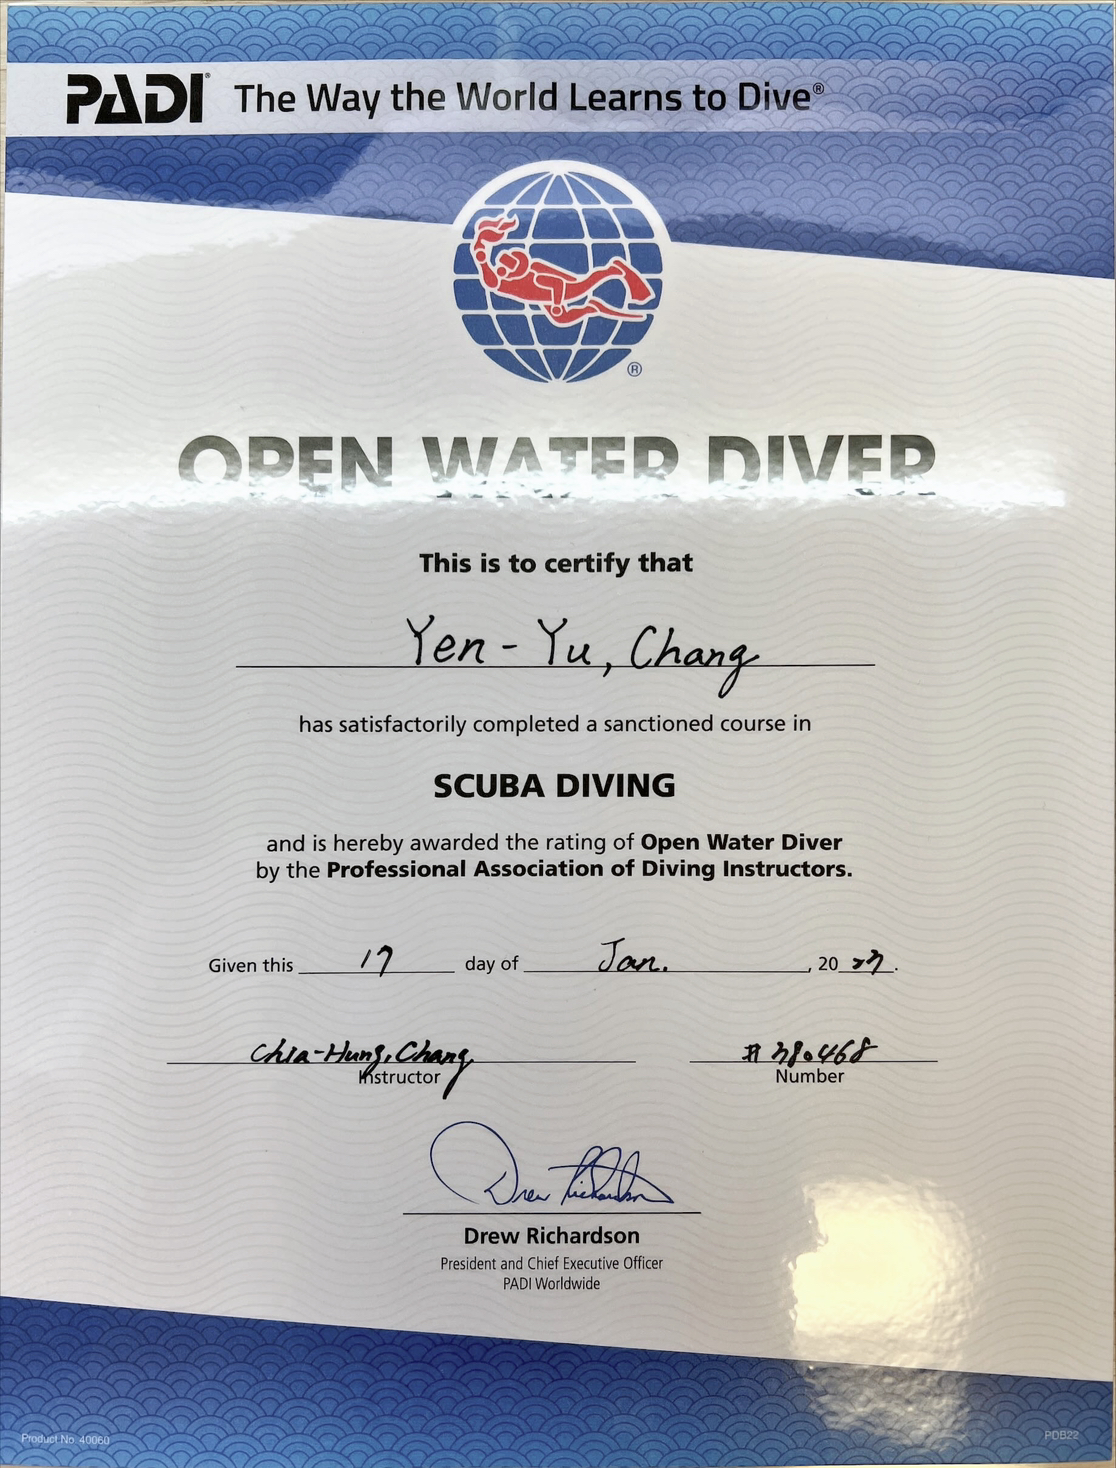 PADI® The Way the World Learns to Dive®
®
OPEN WATER DIVER
This is to certify that
Yen-Yu, Chang
has satisfactorily completed a sanctioned course in
SCUBA DIVING
and is hereby awarded the rating of Open Water Diver
by the Professional Association of Diving Instructors.
Given this 17 day of Jan. , 20 .
Chia-Hung, Chang
Instructor Number
Drew Richardson
Drew Richardson
President and Chief Executive Officer
PADI Worldwide
Product No. 40060 PDB22